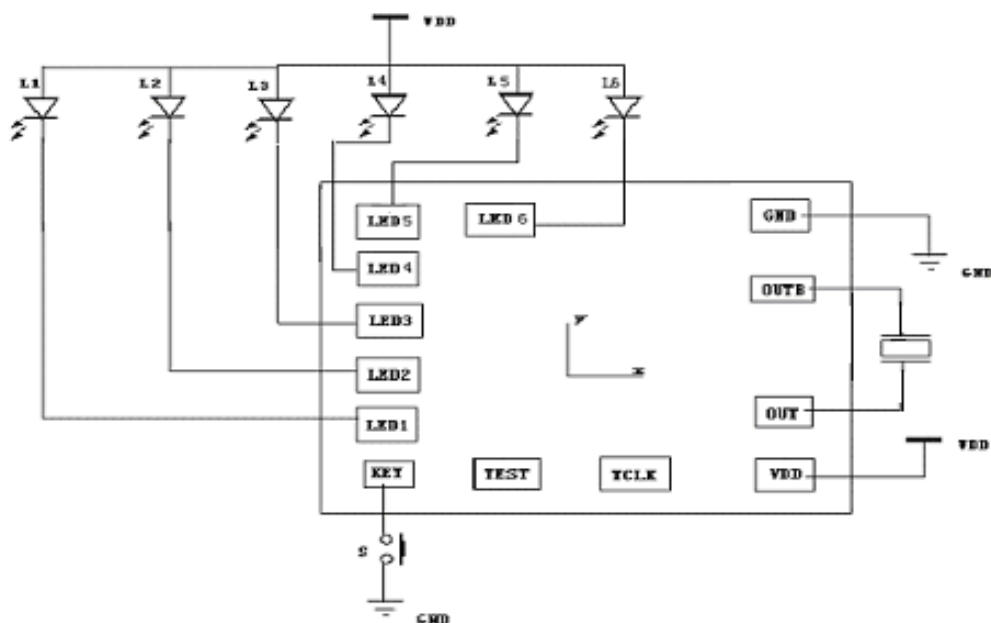 VDD
L1 L2 L3 L4 L5 L6
LED5 LED6 GND
LED4 GND
OUTB
LED3
Y
X
LED2
LED1 OUT
VDD
KEY TEST TCLK VDD
S
GND